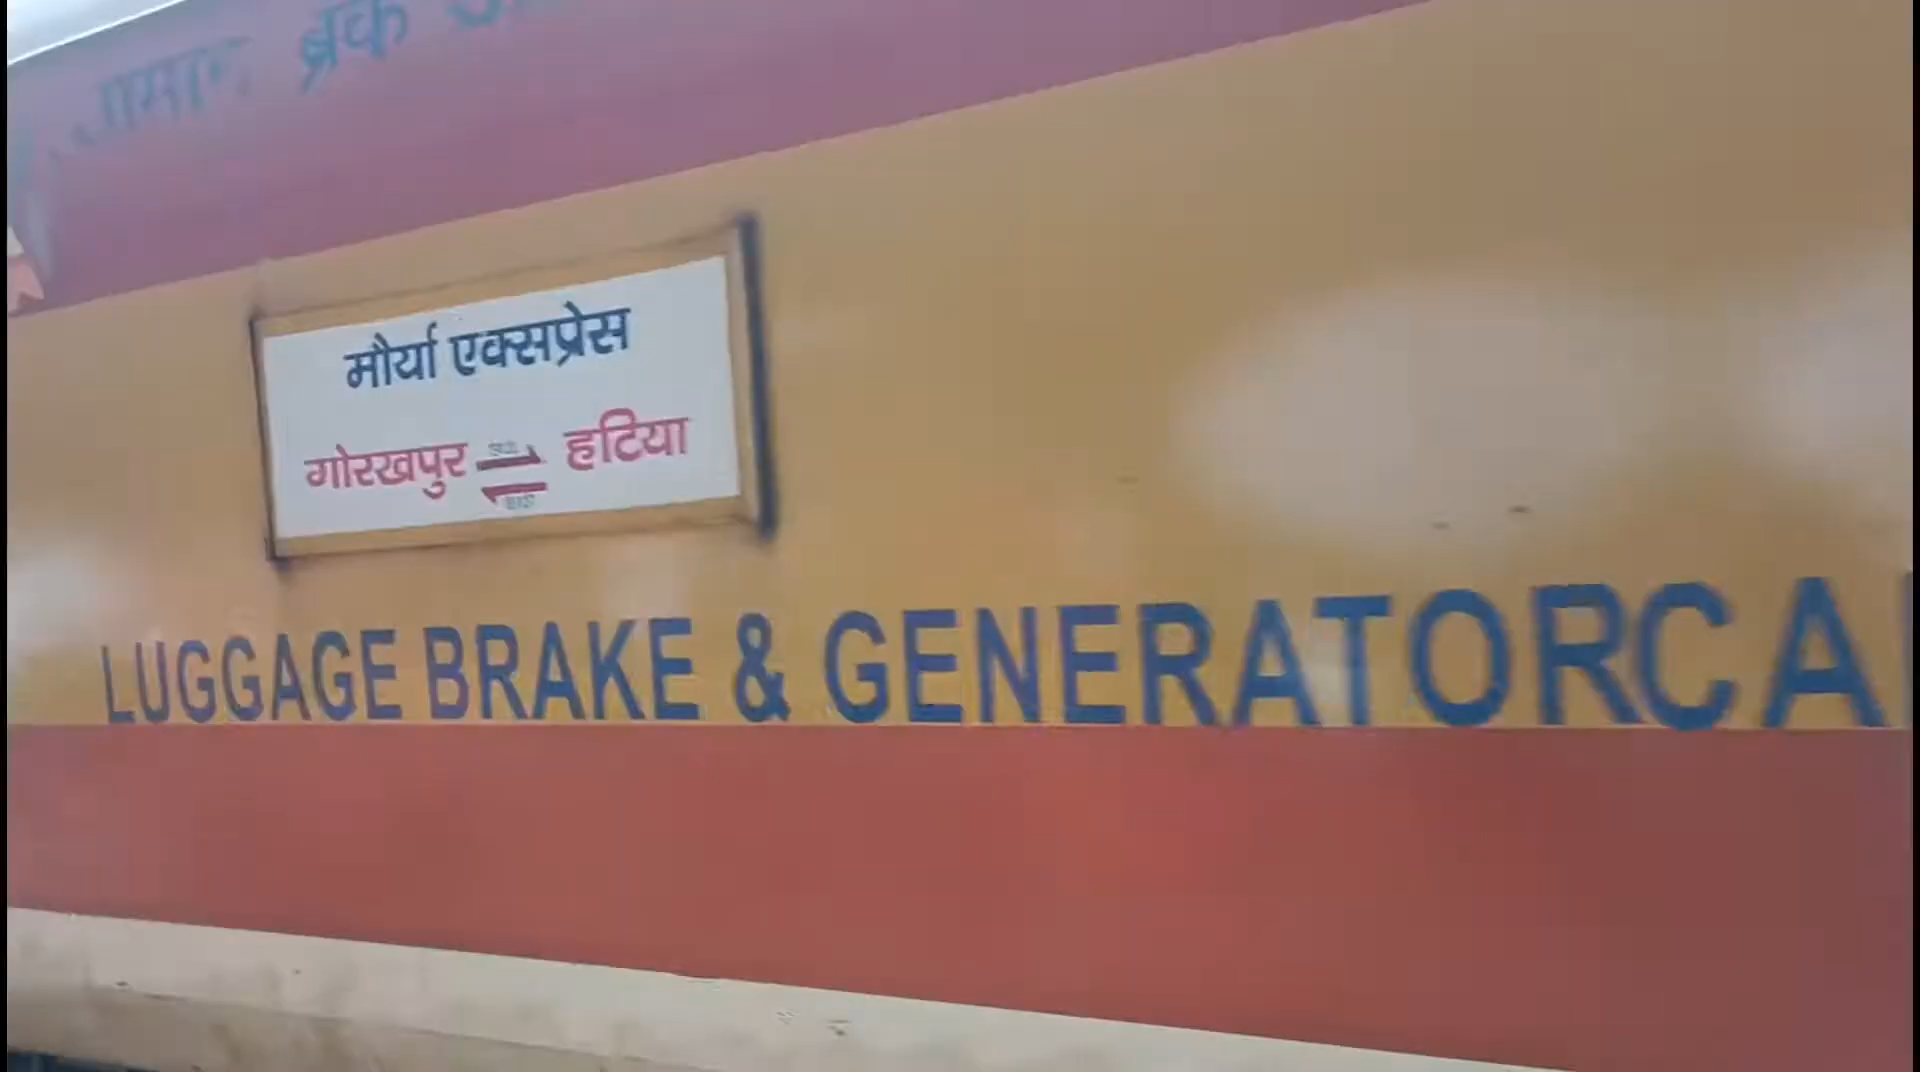 ब्रेक
मौर्या एक्सप्रेस
गोरखपुर हटिया
LUGGAGE BRAKE & GENERATORCA